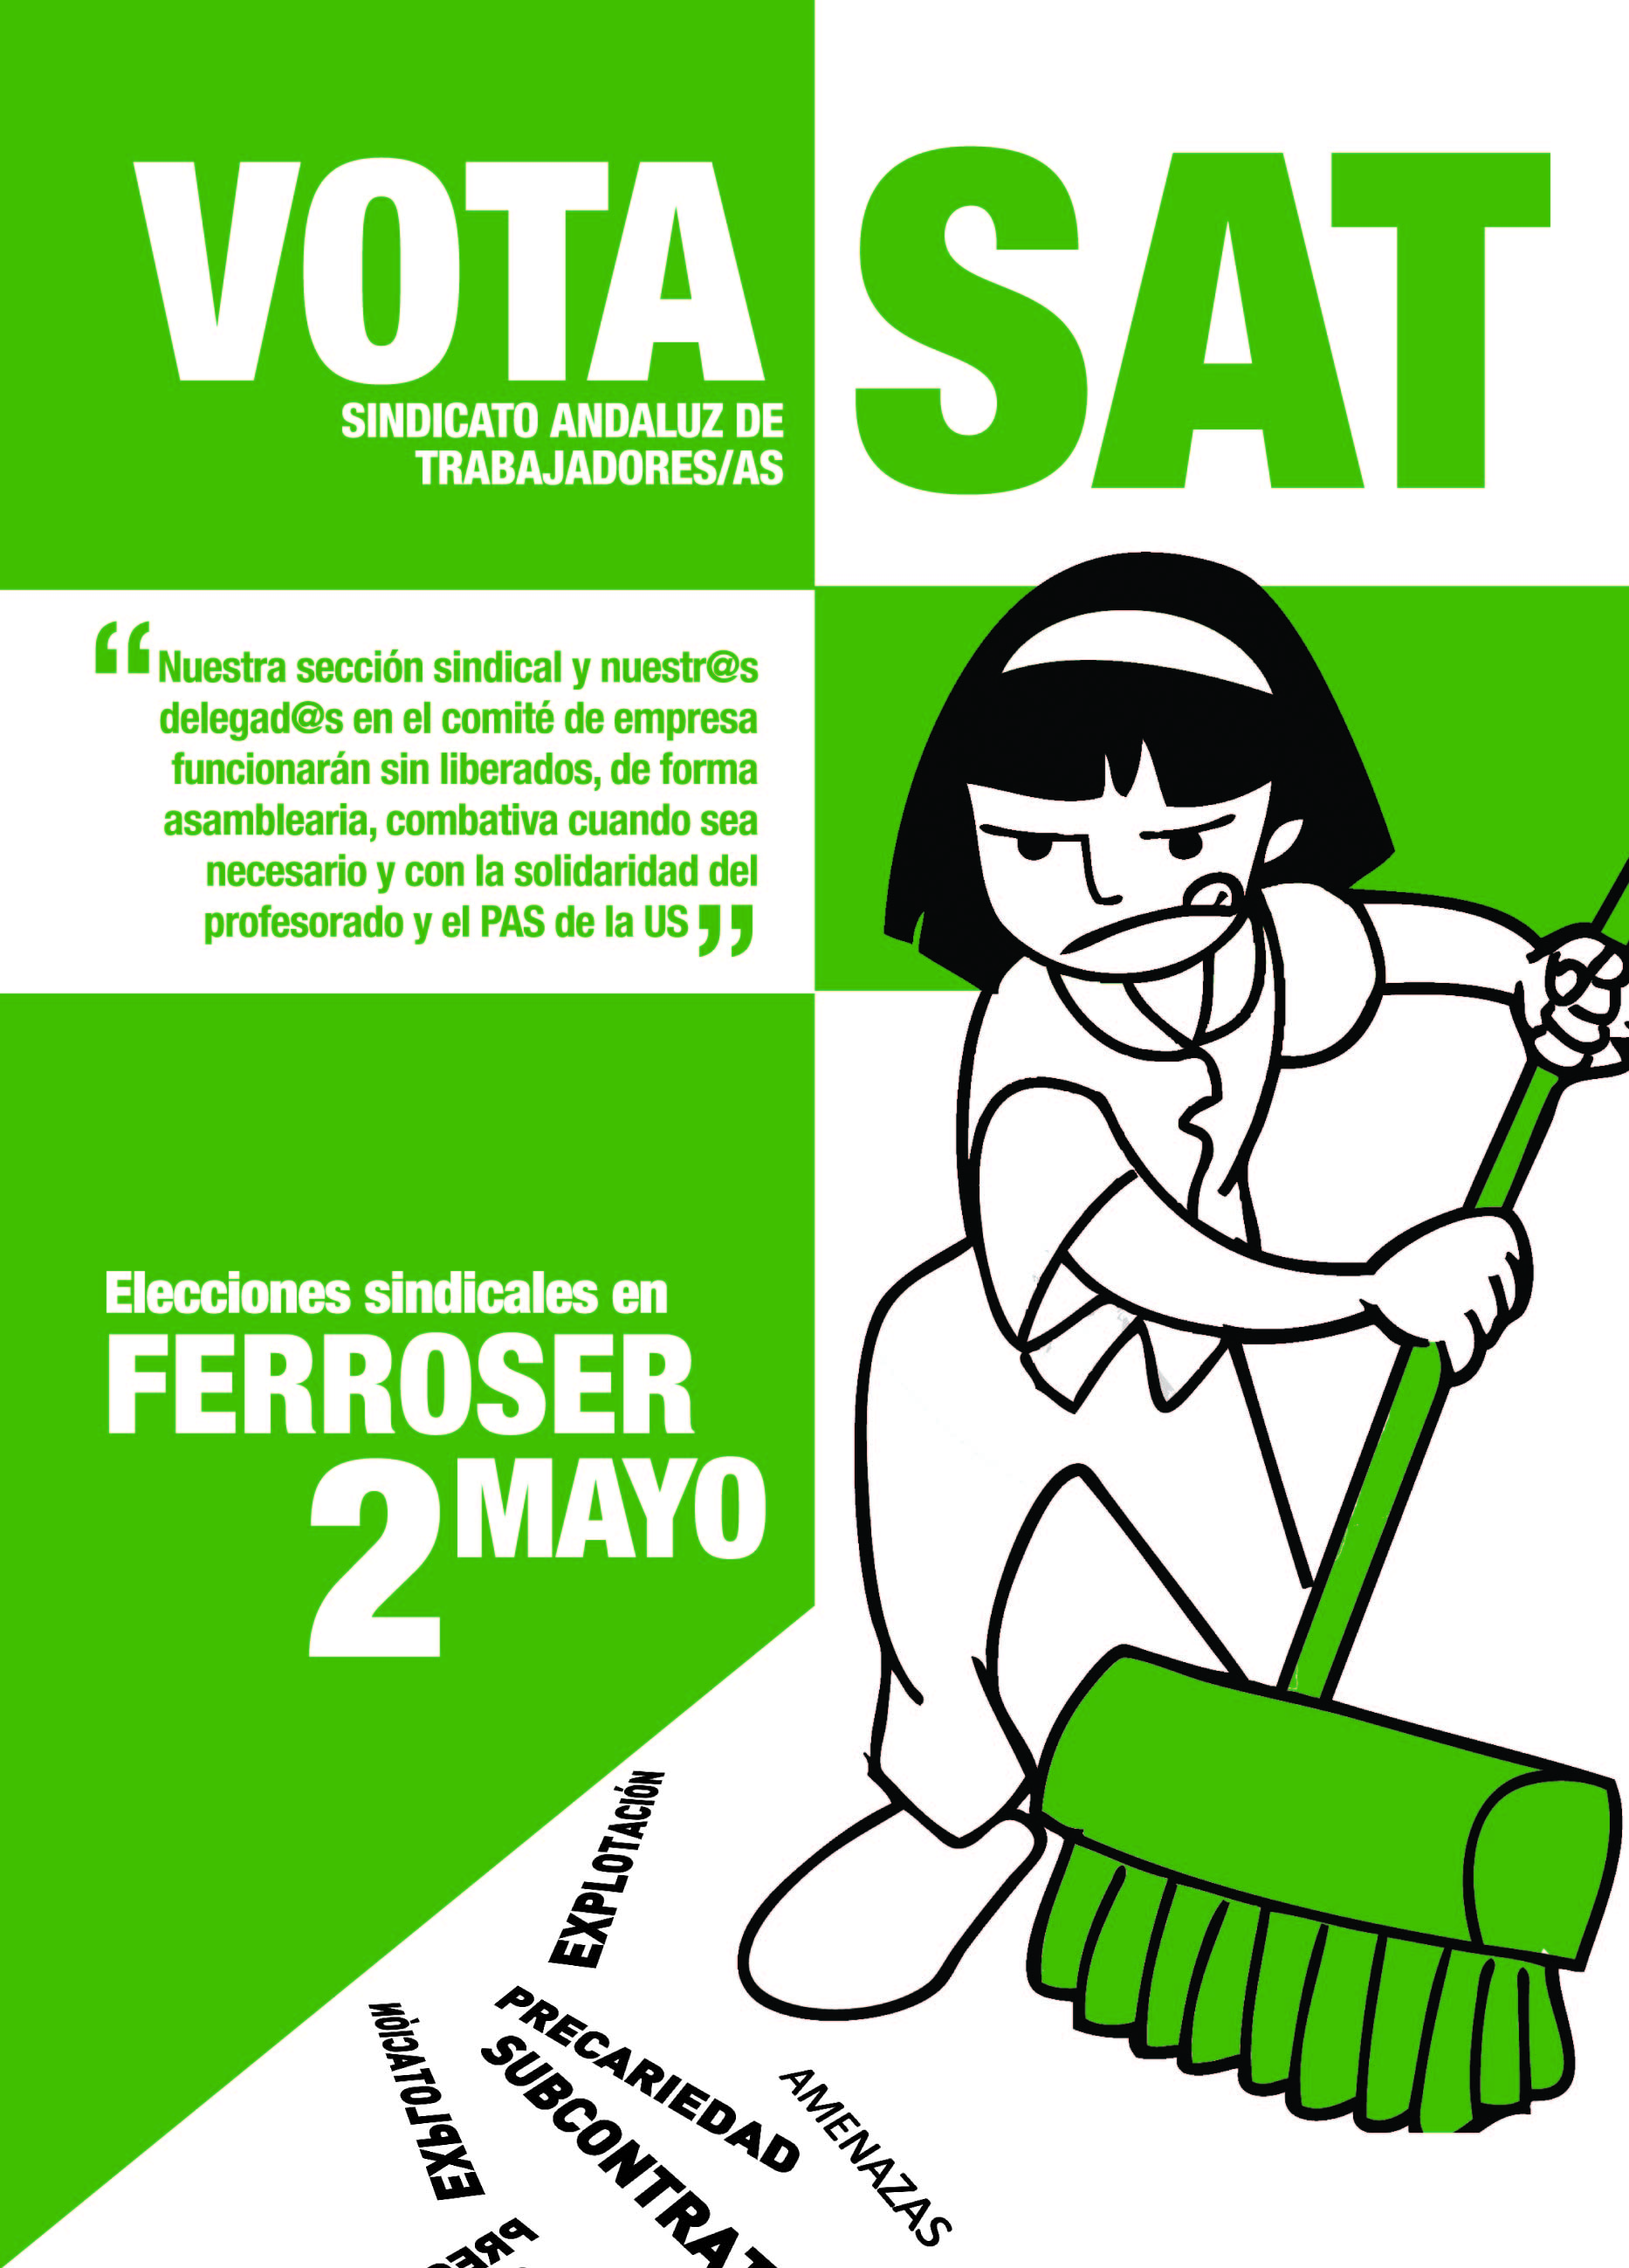 VOTA SAT
SINDICATO ANDALUZ DE
TRABAJADORES/AS
“Nuestra sección sindical y nuestr@s
delegad@s en el comité de empresa
funcionarán sin liberados, de forma
asamblearia, combativa cuando sea
necesario y con la solidaridad del
profesorado y el PAS de la US”
Elecciones sindicales en
FERROSER
2 MAYO
EXPLOTACIÓN
EXPLOTACIÓN
PRECARIEDAD
SUBCONTRAT
AMENAZAS